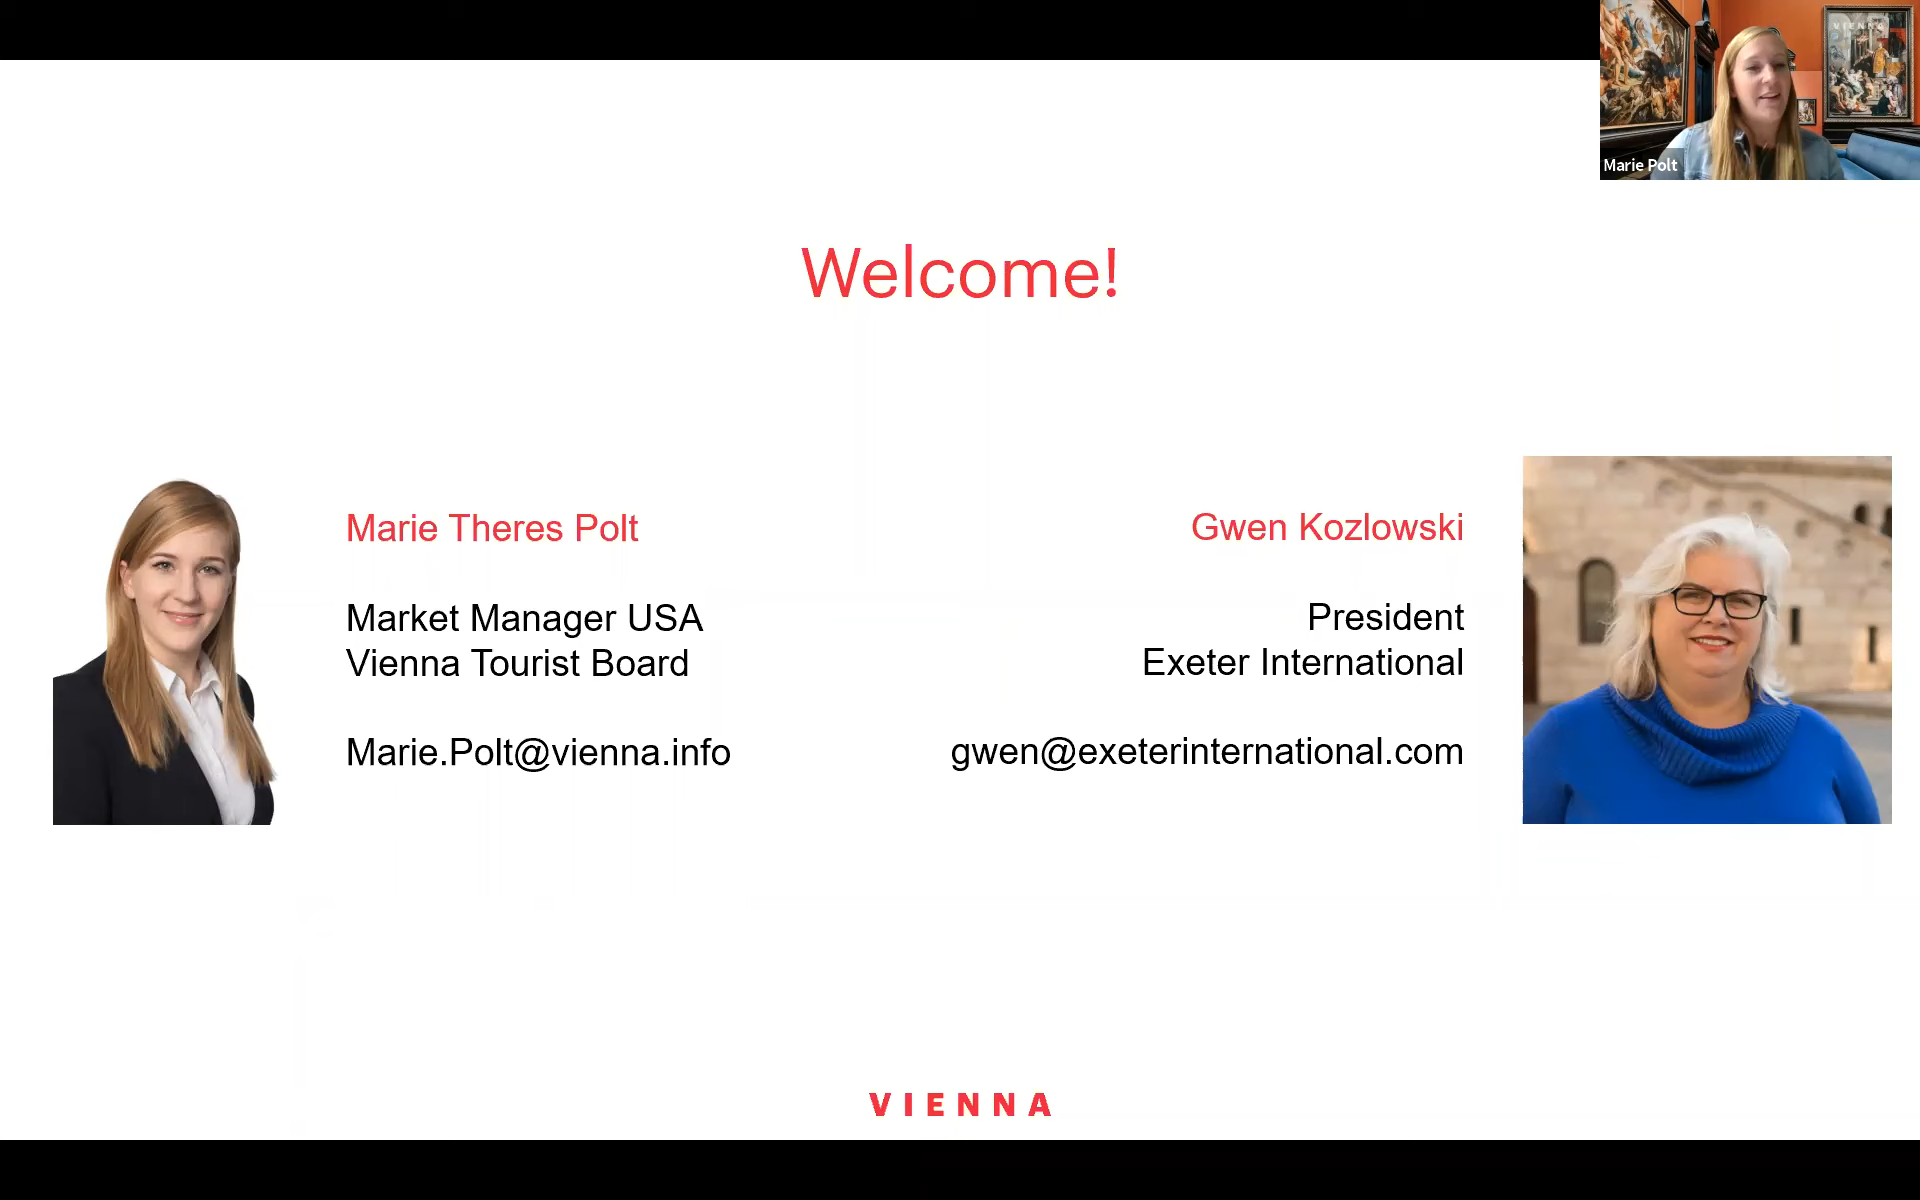 VIENNA
Marie Polt
Welcome!
Marie Theres Polt
Market Manager USA
Vienna Tourist Board
Marie.Polt@vienna.info
Gwen Kozlowski
President
Exeter International
gwen@exeterinternational.com
VIENNA